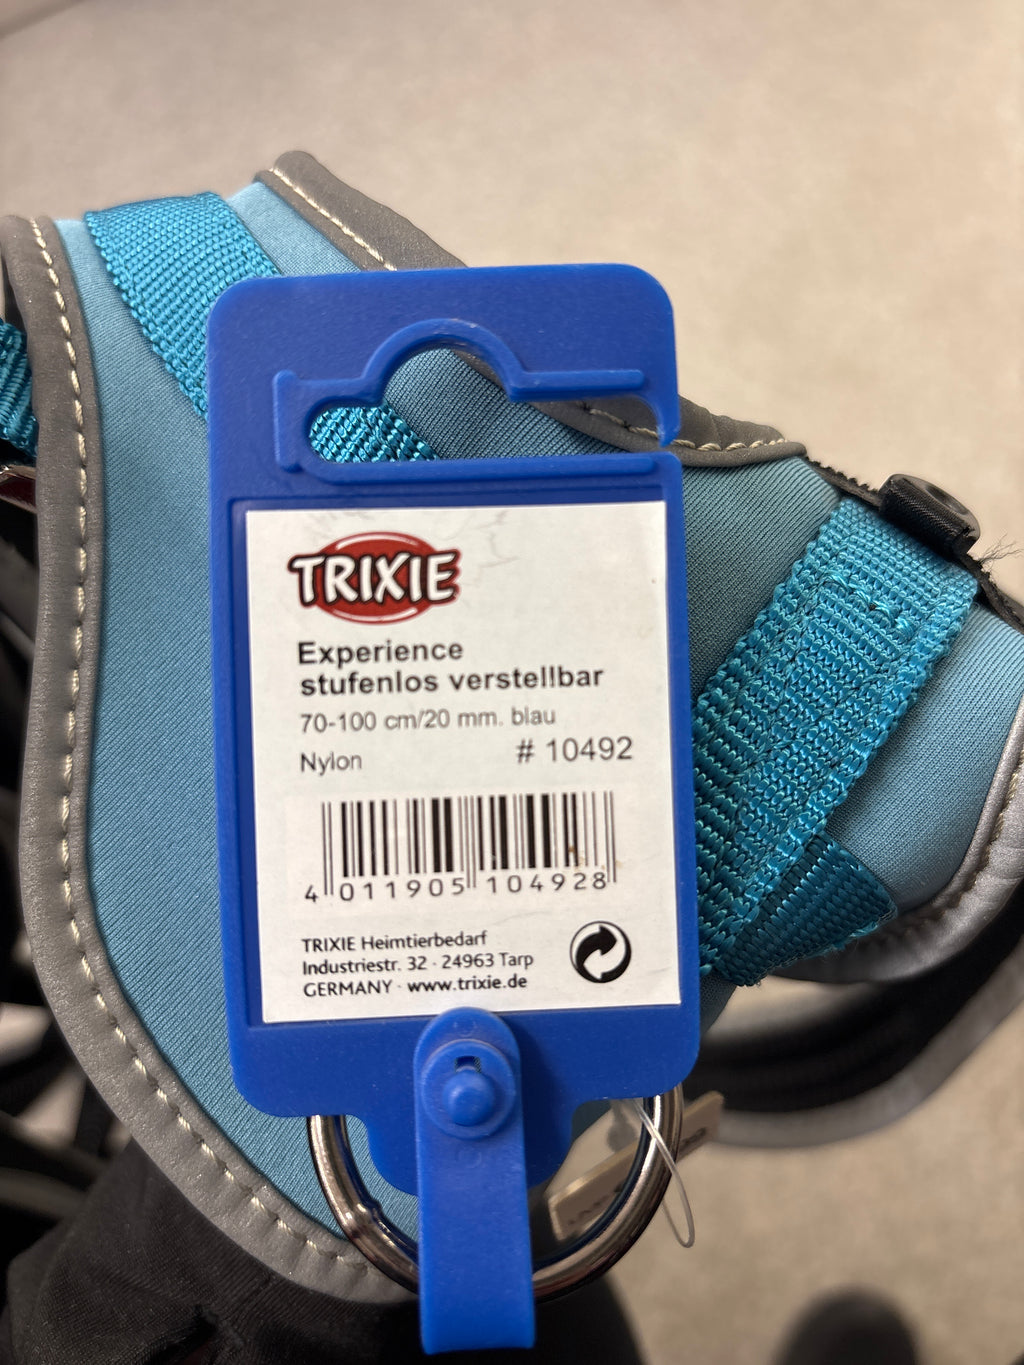 TRIXIE
Experience
stufenlos verstellbar
70-100 cm/20 mm. blau
Nylon # 10492
4 011905 104928
TRIXIE Heimtierbedarf
Industriestr. 32 · 24963 Tarp
GERMANY · www.trixie.de